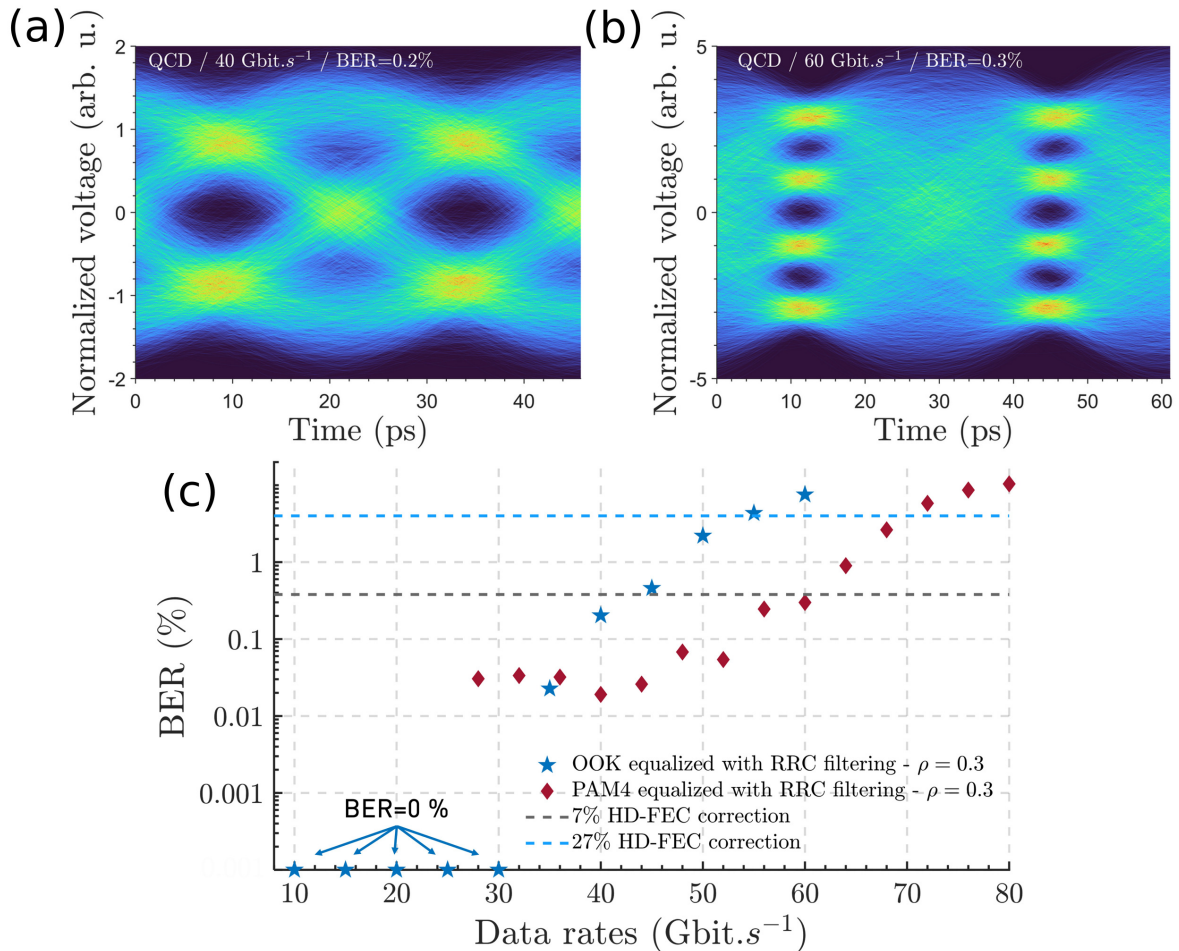 (a)
QCD / 40 Gbit.s⁻¹ / BER=0.2%
Normalized voltage (arb. u.)
2
1
0
-1
-2
0 10 20 30 40
Time (ps)
(b)
QCD / 60 Gbit.s⁻¹ / BER=0.3%
Normalized voltage (arb. u.)
5
0
-5
0 10 20 30 40 50 60
Time (ps)
(c)
BER (%)
1
0.1
0.01
0.001
BER=0 %
OOK equalized with RRC filtering - ρ = 0.3
PAM4 equalized with RRC filtering - ρ = 0.3
7% HD-FEC correction
27% HD-FEC correction
10 20 30 40 50 60 70 80
Data rates (Gbit.s⁻¹)